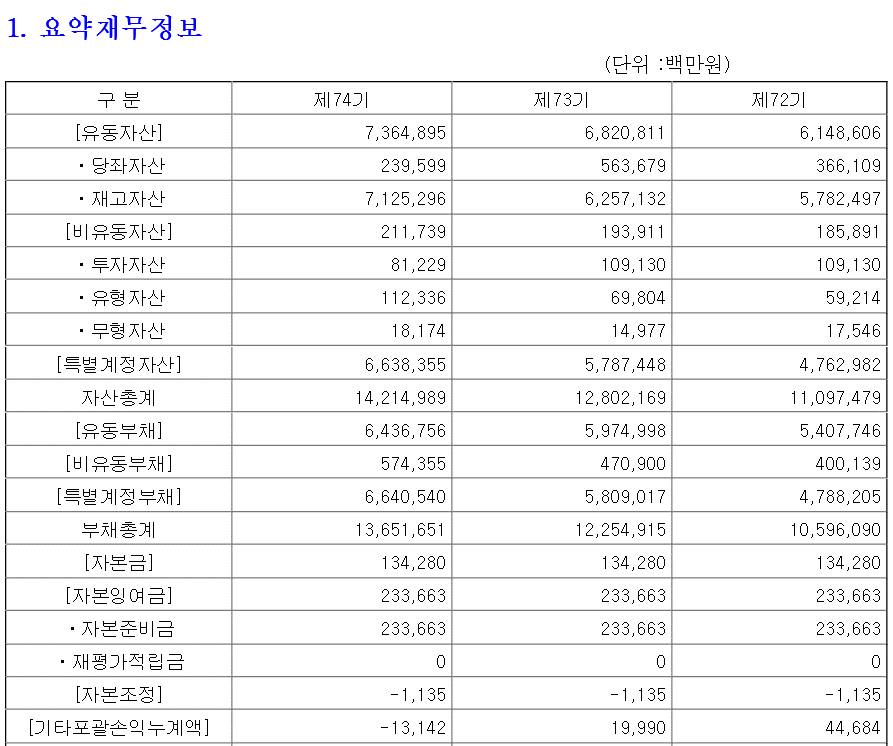 1. 요약재무정보
(단위 :백만원)
구 분 제74기 제73기 제72기
[유동자산] 7,364,895 6,820,811 6,148,606
·당좌자산 239,599 563,679 366,109
·재고자산 7,125,296 6,257,132 5,782,497
[비유동자산] 211,739 193,911 185,891
·투자자산 81,229 109,130 109,130
·유형자산 112,336 69,804 59,214
·무형자산 18,174 14,977 17,546
[특별계정자산] 6,638,355 5,787,448 4,762,982
자산총계 14,214,989 12,802,169 11,097,479
[유동부채] 6,436,756 5,974,998 5,407,746
[비유동부채] 574,355 470,900 400,139
[특별계정부채] 6,640,540 5,809,017 4,788,205
부채총계 13,651,651 12,254,915 10,596,090
[자본금] 134,280 134,280 134,280
[자본잉여금] 233,663 233,663 233,663
·자본준비금 233,663 233,663 233,663
·재평가적립금 0 0 0
[자본조정] -1,135 -1,135 -1,135
[기타포괄손익누계액] -13,142 19,990 44,684